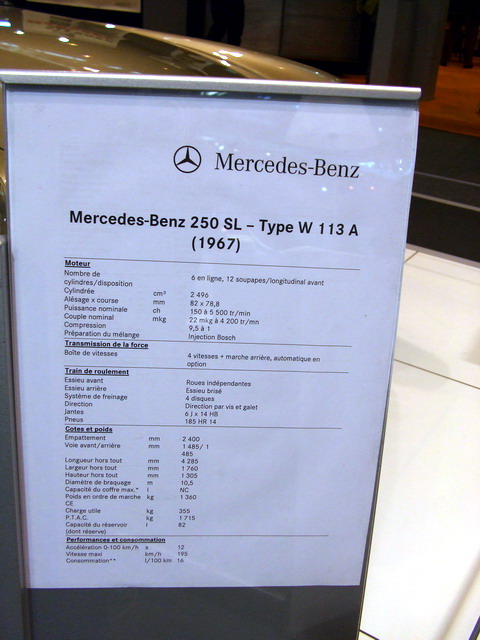 Mercedes-Benz
Mercedes-Benz 250 SL – Type W 113 A
(1967)
Moteur
Nombre de cylindres/disposition 6 en ligne, 12 soupapes/longitudinal avant
Cylindrée cm³ 2 496
Alésage x course mm 82 x 78,8
Puissance nominale ch 150 à 5 500 tr/min
Couple nominal mkg 22 mkg à 4 200 tr/mn
Compression 9,5 à 1
Préparation du mélange Injection Bosch
Transmission de la force
Boîte de vitesses 4 vitesses + marche arrière, automatique en
option
Train de roulement
Essieu avant Roues indépendantes
Essieu arrière Essieu brisé
Système de freinage 4 disques
Direction Direction par vis et galet
Jantes 6 J x 14 HB
Pneus 185 HR 14
Cotes et poids
Empattement mm 2 400
Voie avant/arrière mm 1 485/ 1
485
Longueur hors tout mm 4 285
Largeur hors tout mm 1 760
Hauteur hors tout mm 1 305
Diamètre de braquage m 10,5
Capacité du coffre max.* l NC
Poids en ordre de marche kg 1 360
CE
Charge utile kg 355
P.T.A.C. kg 1 715
Capacité du réservoir l 82
(dont réserve)
Performances et consommation
Accélération 0-100 km/h s 12
Vitesse maxi km/h 195
Consommation** l/100 km 16